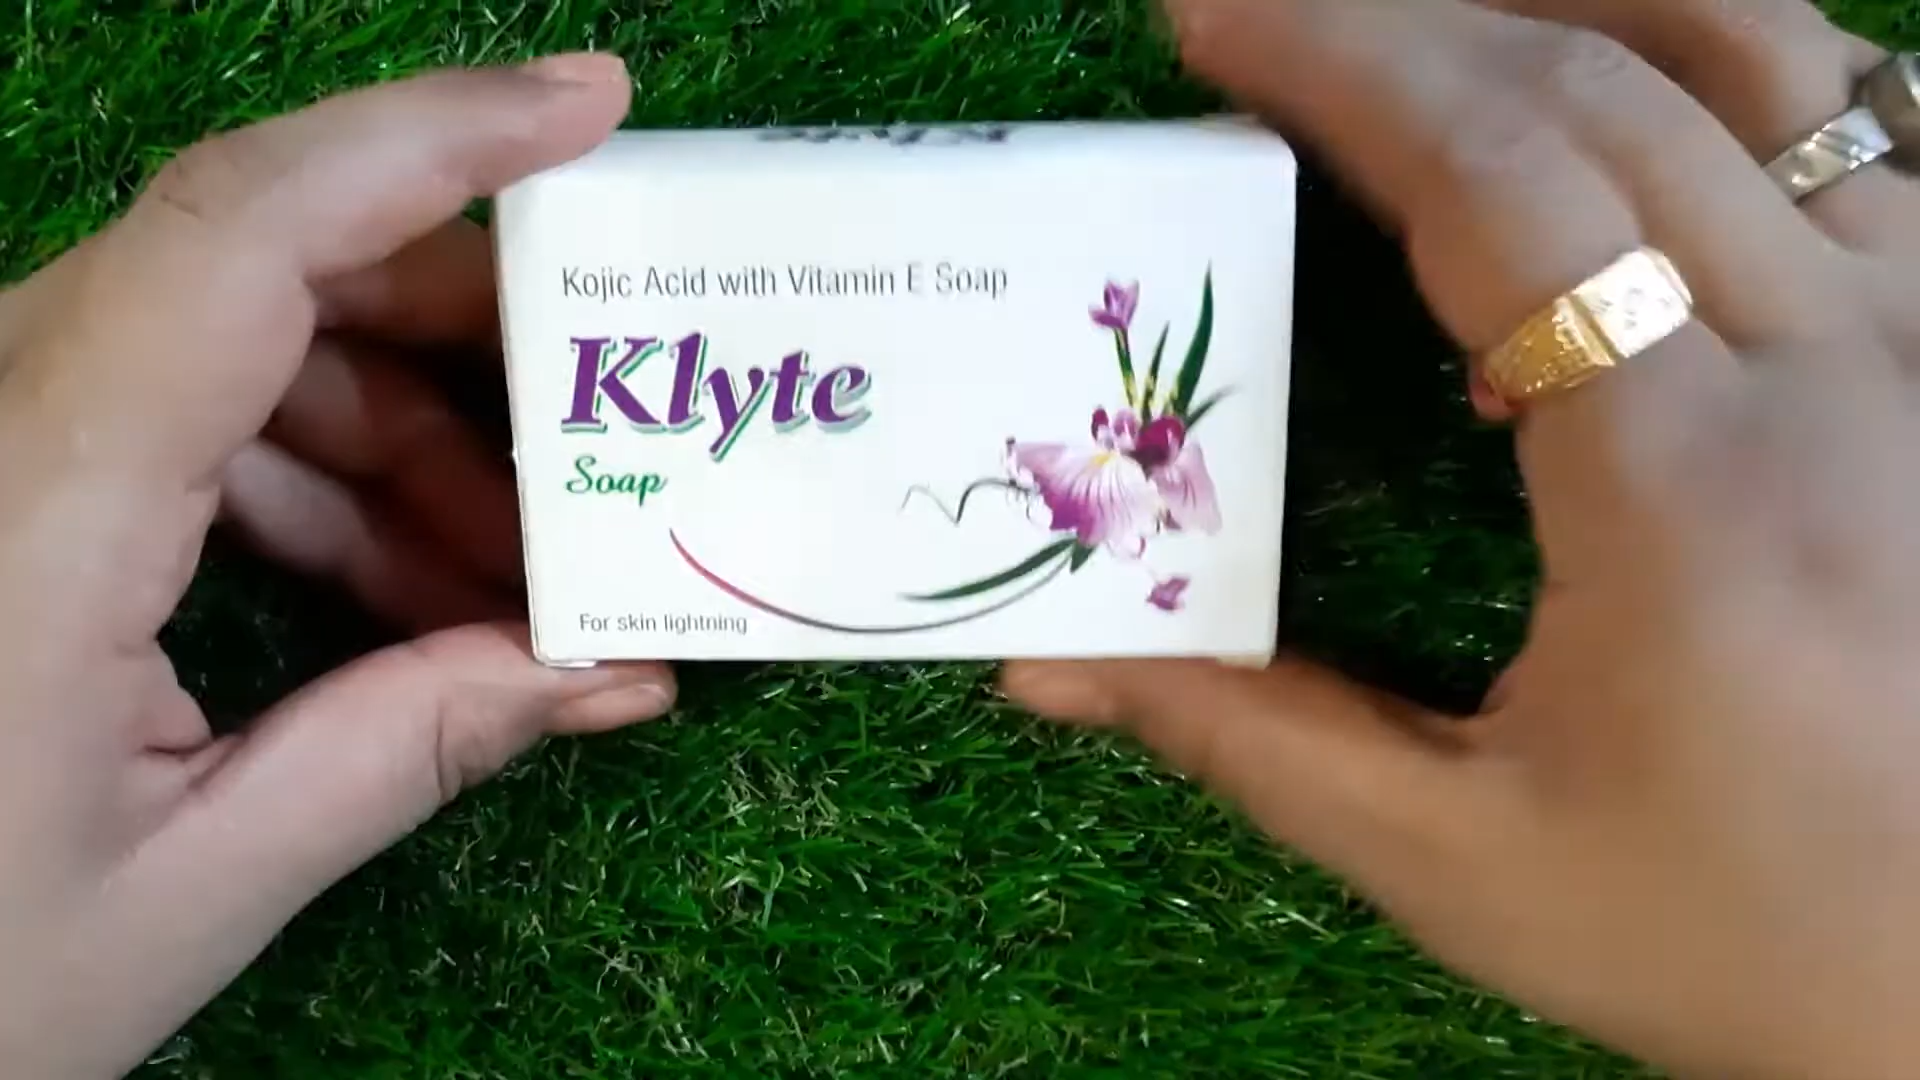 Kojic Acid with Vitamin E Soap
Klyte
Soap
For skin lightning